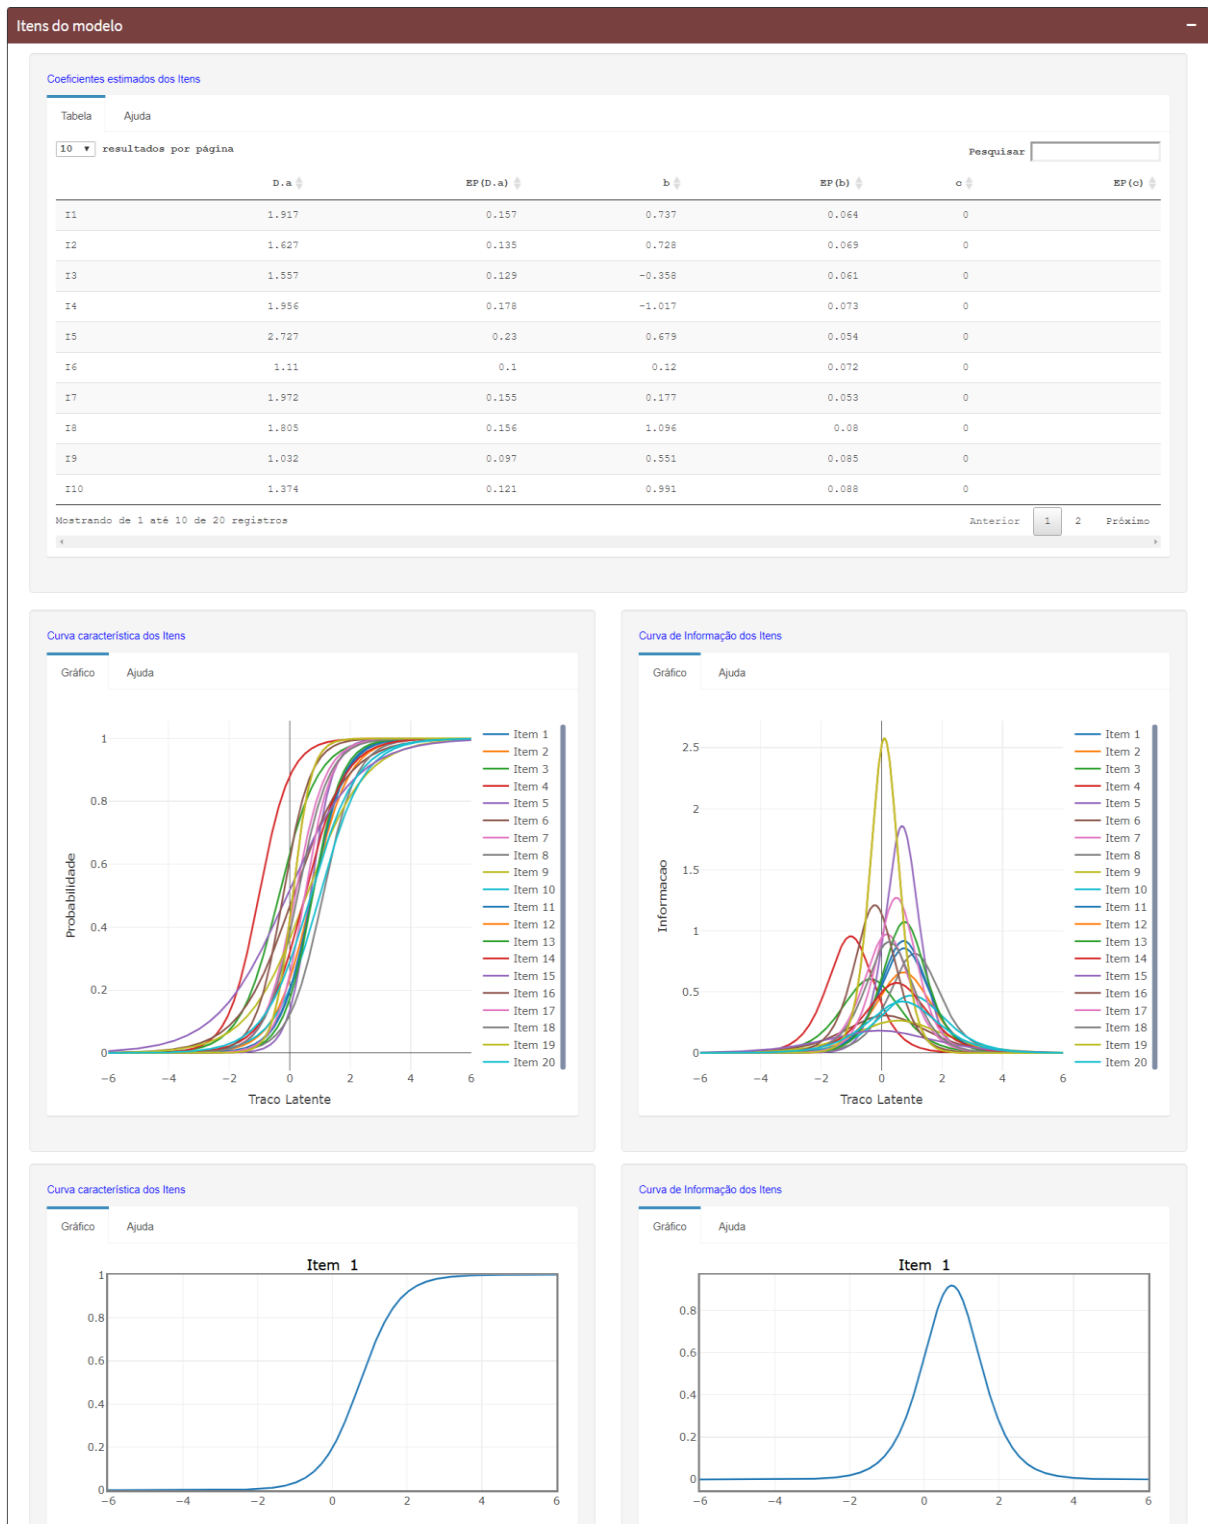 Itens do modelo −
Coeficientes estimados dos Itens
Tabela Ajuda
10 resultados por página Pesquisar
D.a EP(D.a) b EP(b) c EP(c)
I1 1.917 0.157 0.737 0.064 0
I2 1.627 0.135 0.728 0.069 0
I3 1.557 0.129 -0.358 0.061 0
I4 1.956 0.178 -1.017 0.073 0
I5 2.727 0.23 0.679 0.054 0
I6 1.11 0.1 0.12 0.072 0
I7 1.972 0.155 0.177 0.053 0
I8 1.805 0.156 1.096 0.08 0
I9 1.032 0.097 0.551 0.085 0
I10 1.374 0.121 0.991 0.088 0
Mostrando de 1 até 10 de 20 registros Anterior 1 2 Próximo
Curva característica dos Itens
Gráfico Ajuda
1
0.8
0.6
0.4
0.2
0
Probabilidade
−6 −4 −2 0 2 4 6
Traco Latente
Item 1
Item 2
Item 3
Item 4
Item 5
Item 6
Item 7
Item 8
Item 9
Item 10
Item 11
Item 12
Item 13
Item 14
Item 15
Item 16
Item 17
Item 18
Item 19
Item 20
Curva de Informação dos Itens
Gráfico Ajuda
2.5
2
1.5
1
0.5
0
Informacao
−6 −4 −2 0 2 4 6
Traco Latente
Item 1
Item 2
Item 3
Item 4
Item 5
Item 6
Item 7
Item 8
Item 9
Item 10
Item 11
Item 12
Item 13
Item 14
Item 15
Item 16
Item 17
Item 18
Item 19
Item 20
Curva característica dos Itens
Gráfico Ajuda
Item 1
1
0.8
0.6
0.4
0.2
0
−6 −4 −2 0 2 4 6
Curva de Informação dos Itens
Gráfico Ajuda
Item 1
0.8
0.6
0.4
0.2
0
−6 −4 −2 0 2 4 6